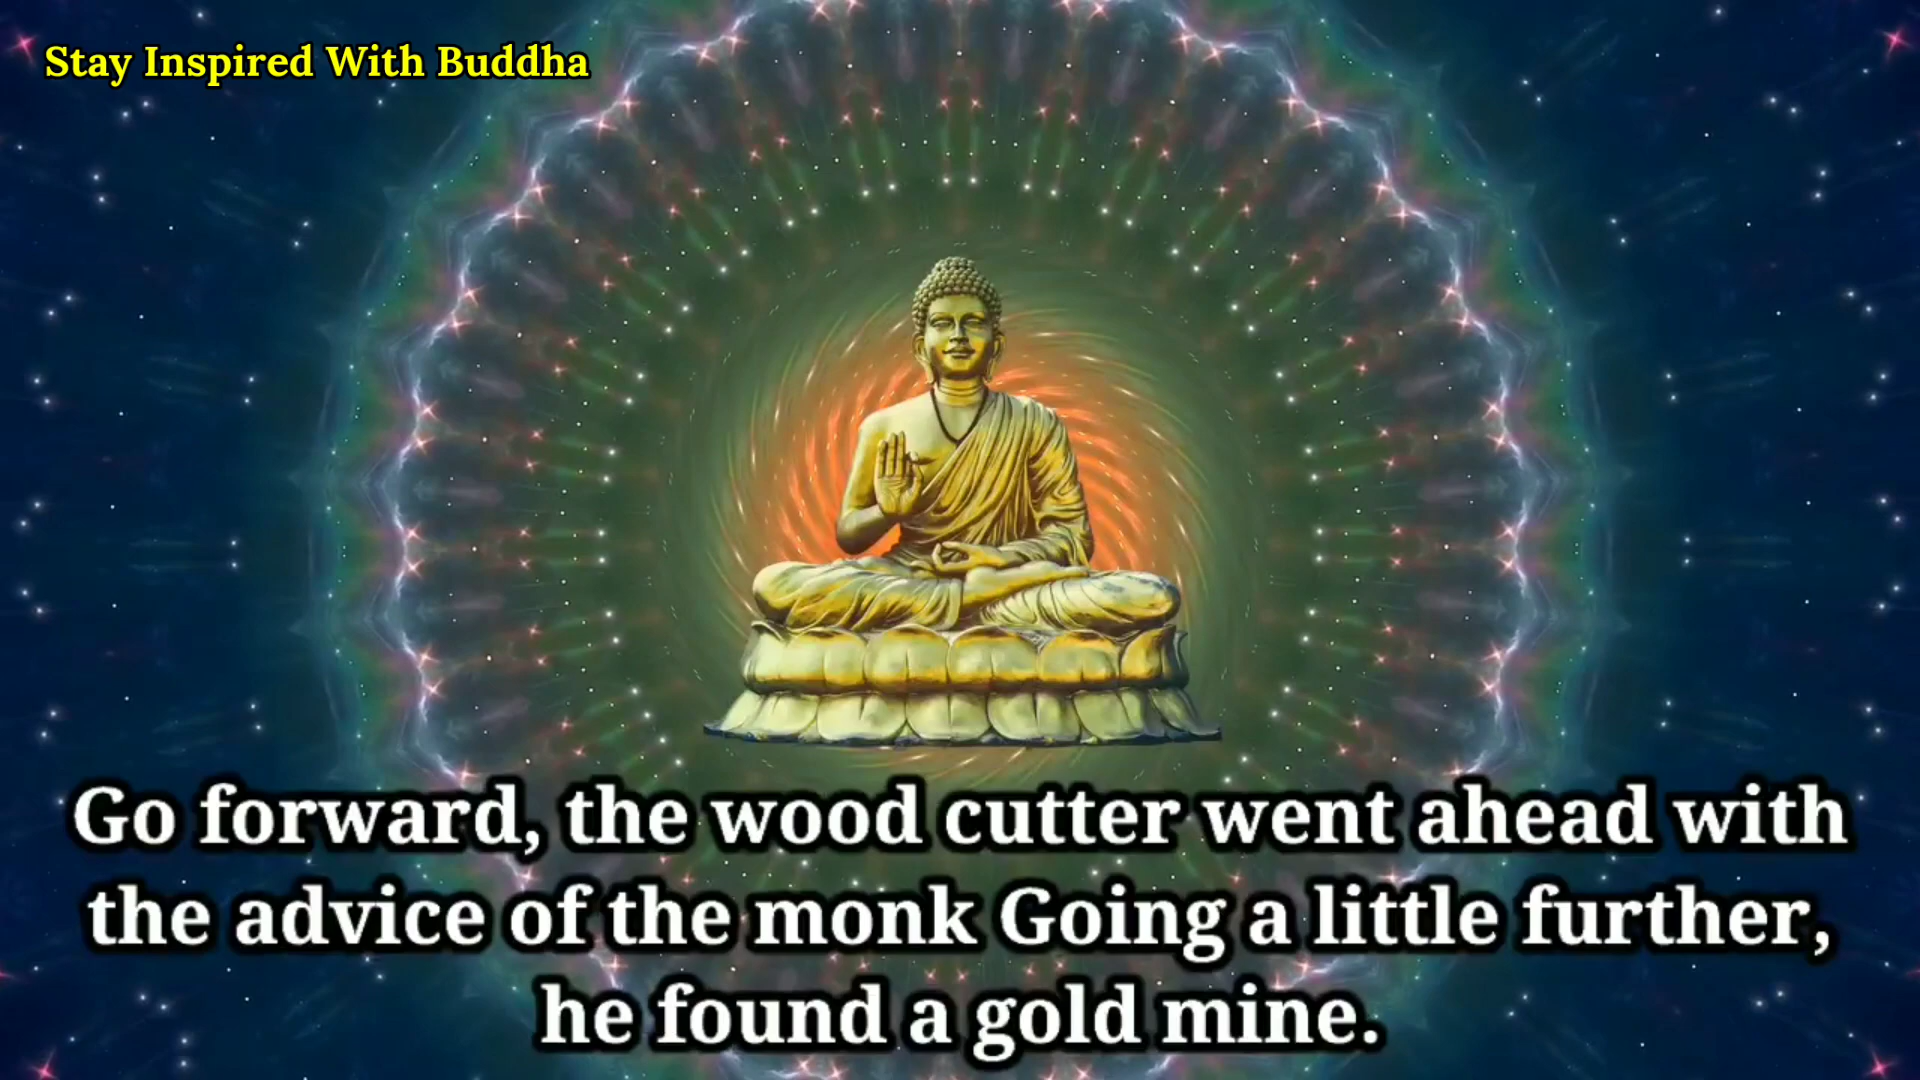 Stay Inspired With Buddha
Go forward, the wood cutter went ahead with
the advice of the monk Going a little further,
he found a gold mine.